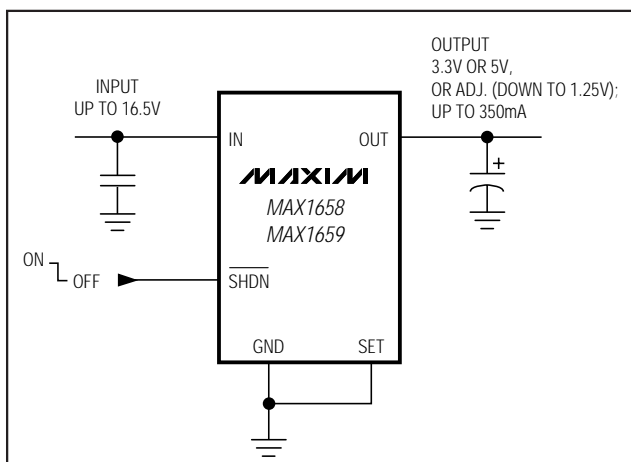 INPUT
UP TO 16.5V
OUTPUT
3.3V OR 5V,
OR ADJ. (DOWN TO 1.25V);
UP TO 350mA
IN
OUT
+
MAXIM
MAX1658
MAX1659
ON
OFF
SHDN
GND
SET